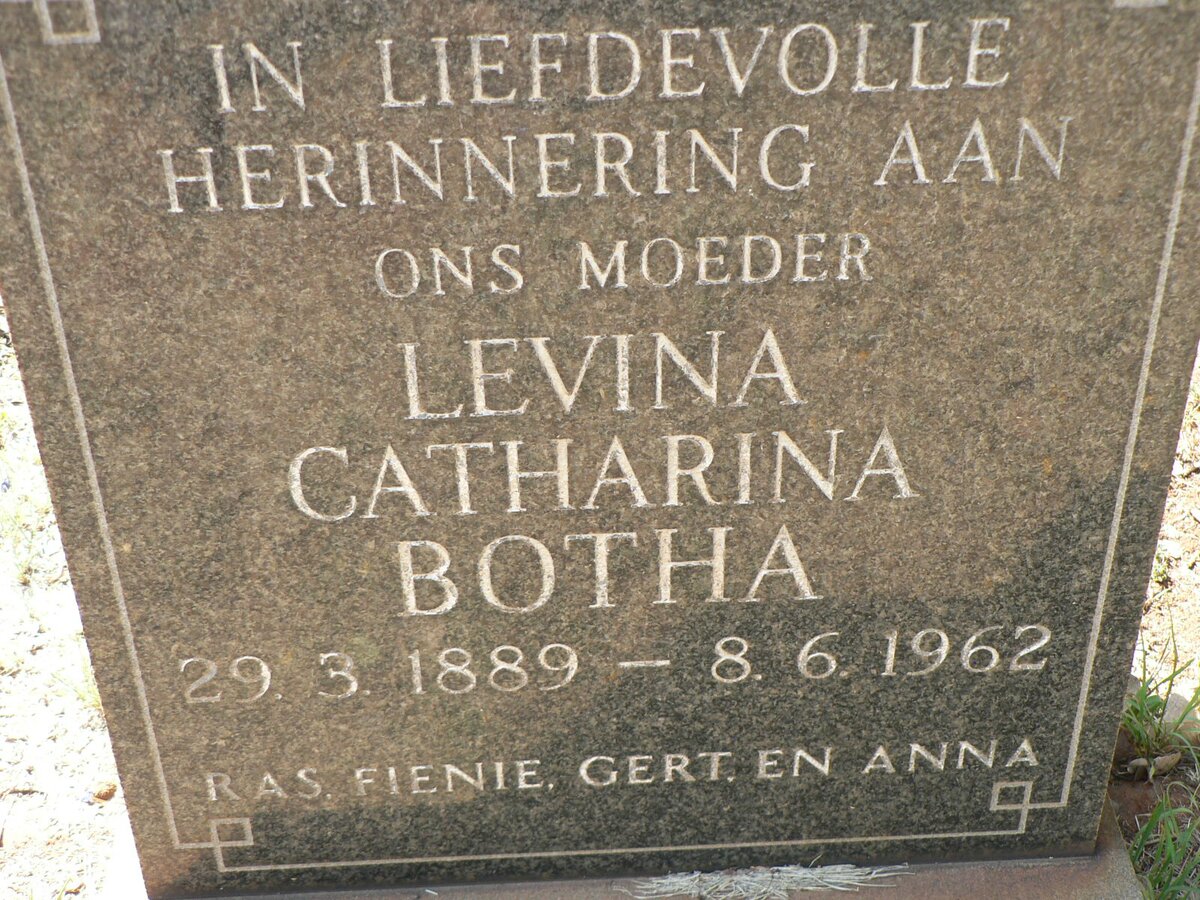 IN LIEFDEVOLLE
HERINNERING AAN
ONS MOEDER
LEVINA
CATHARINA
BOTHA
29. 3. 1889 — 8. 6. 1962
RAS, FIENIE, GERT, EN ANNA